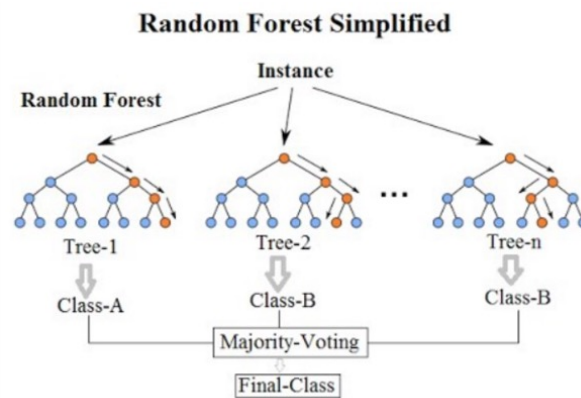 Random Forest Simplified
Instance
Random Forest
...
Tree-1
Tree-2
Tree-n
Class-A
Class-B
Class-B
Majority-Voting
Final-Class